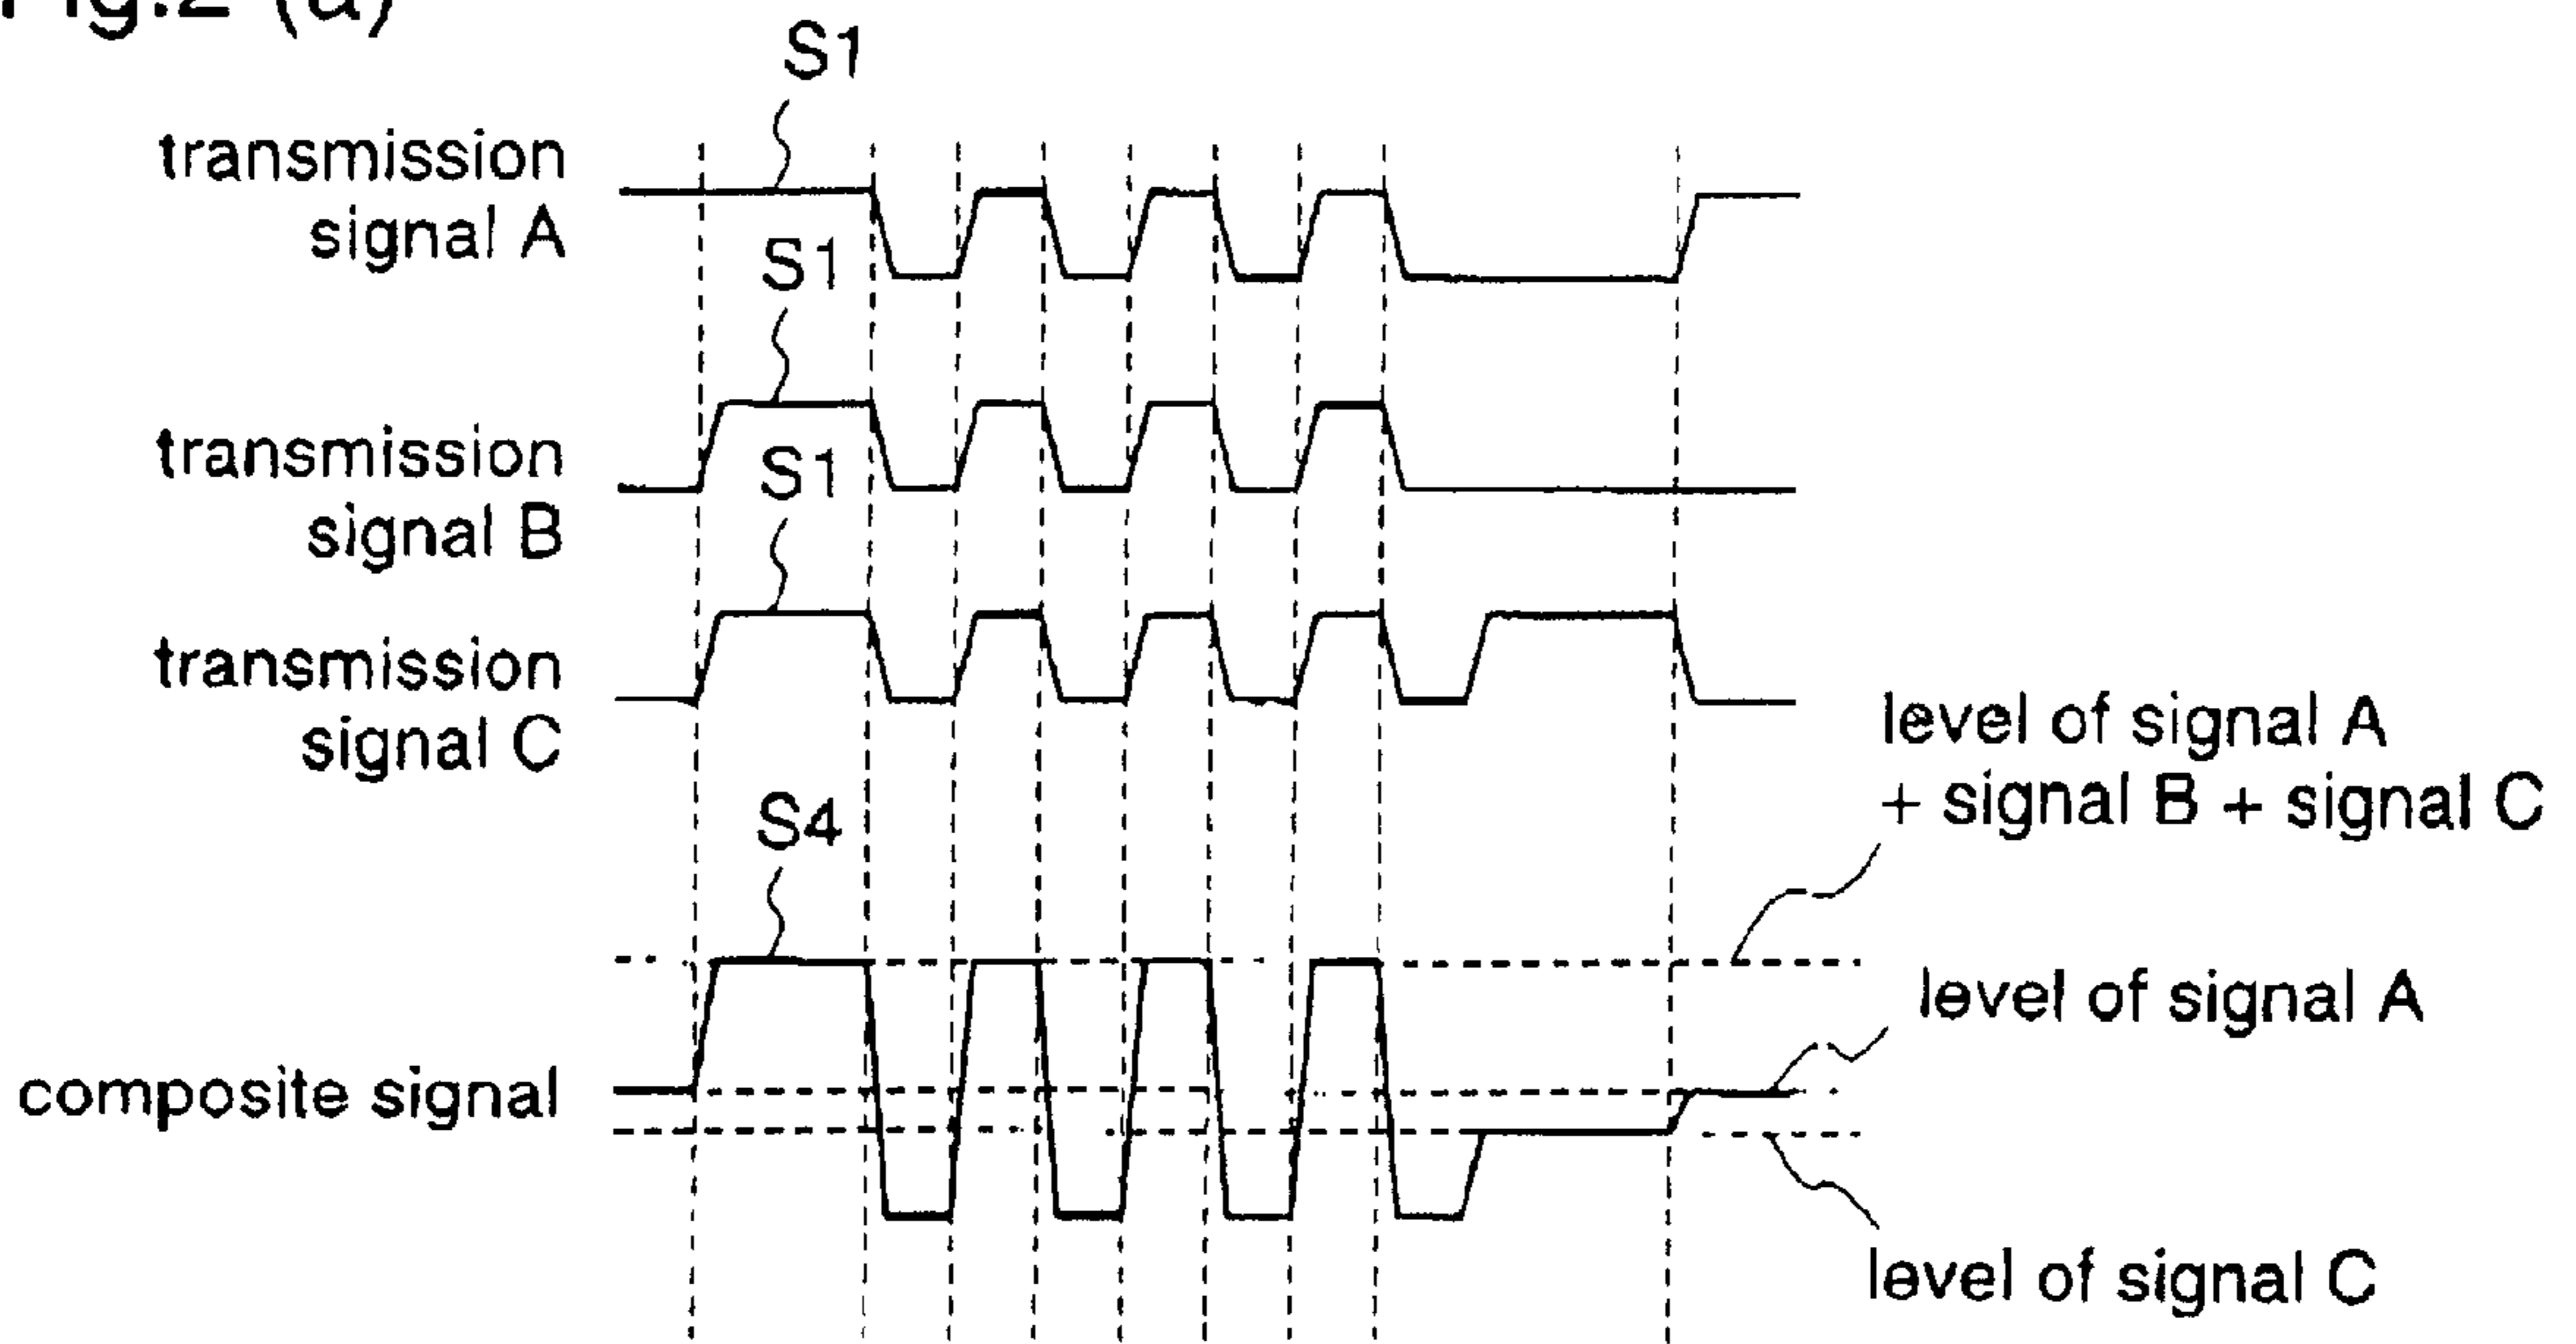 Fig.2 (a)
S1
transmission
signal A
S1
transmission
signal B
S1
transmission
signal C
level of signal A
+ signal B + signal C
S4
level of signal A
composite signal
level of signal C